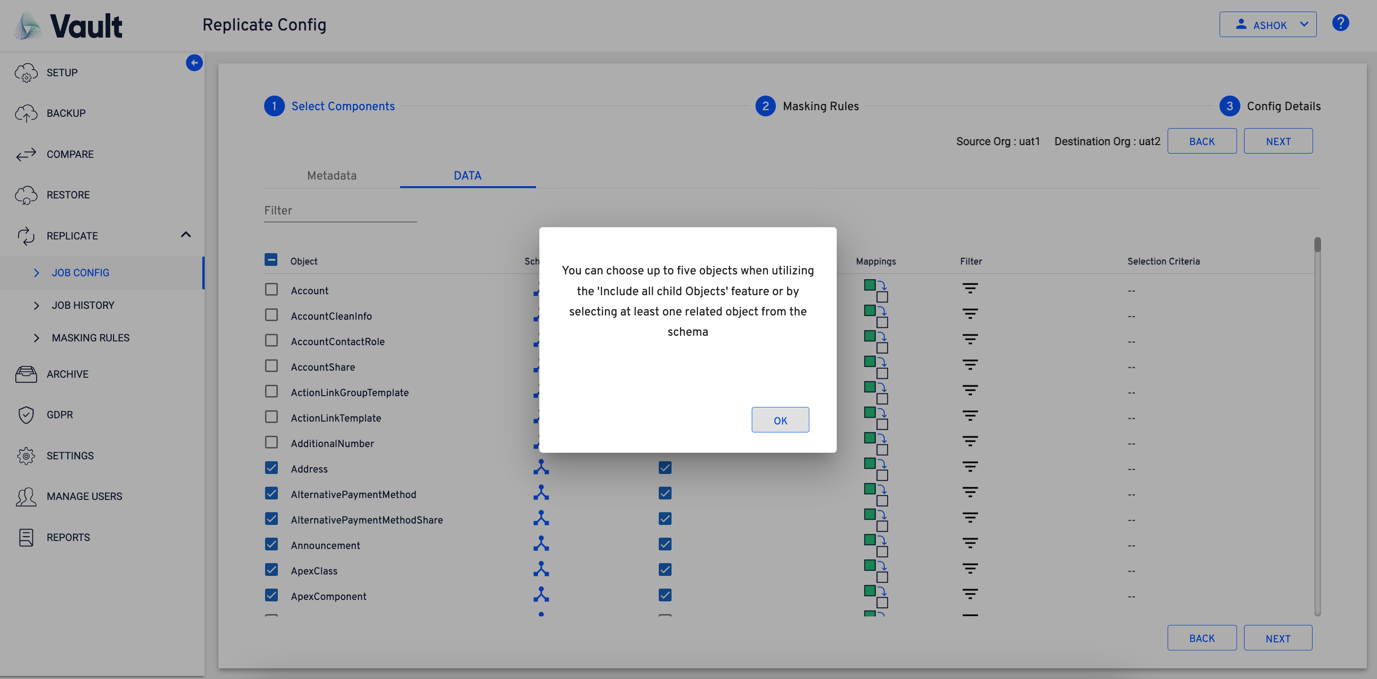 Vault
Replicate Config
ASHOK
?
SETUP
BACKUP
COMPARE
RESTORE
REPLICATE
JOB CONFIG
JOB HISTORY
MASKING RULES
ARCHIVE
GDPR
SETTINGS
MANAGE USERS
REPORTS
1 Select Components
2 Masking Rules
3 Config Details
Source Org : uat1 Destination Org : uat2 BACK NEXT
Metadata DATA
Filter
Object Sch Mappings Filter Selection Criteria
Account --
AccountCleanInfo --
AccountContactRole --
AccountShare --
ActionLinkGroupTemplate --
ActionLinkTemplate --
AdditionalNumber --
Address --
AlternativePaymentMethod --
AlternativePaymentMethodShare --
Announcement --
ApexClass --
ApexComponent --
You can choose up to five objects when utilizing
the 'Include all child Objects' feature or by
selecting at least one related object from the
schema
OK
BACK NEXT